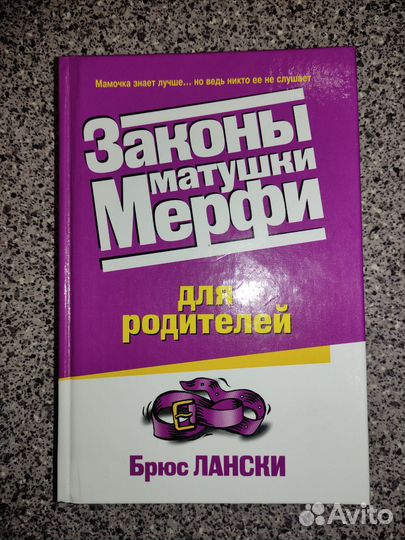 Мамочка знает лучше... но ведь никто ее не слушает
Законы
матушки
Мерфи
для
родителей
Брюс ЛАНСКИ
Avito